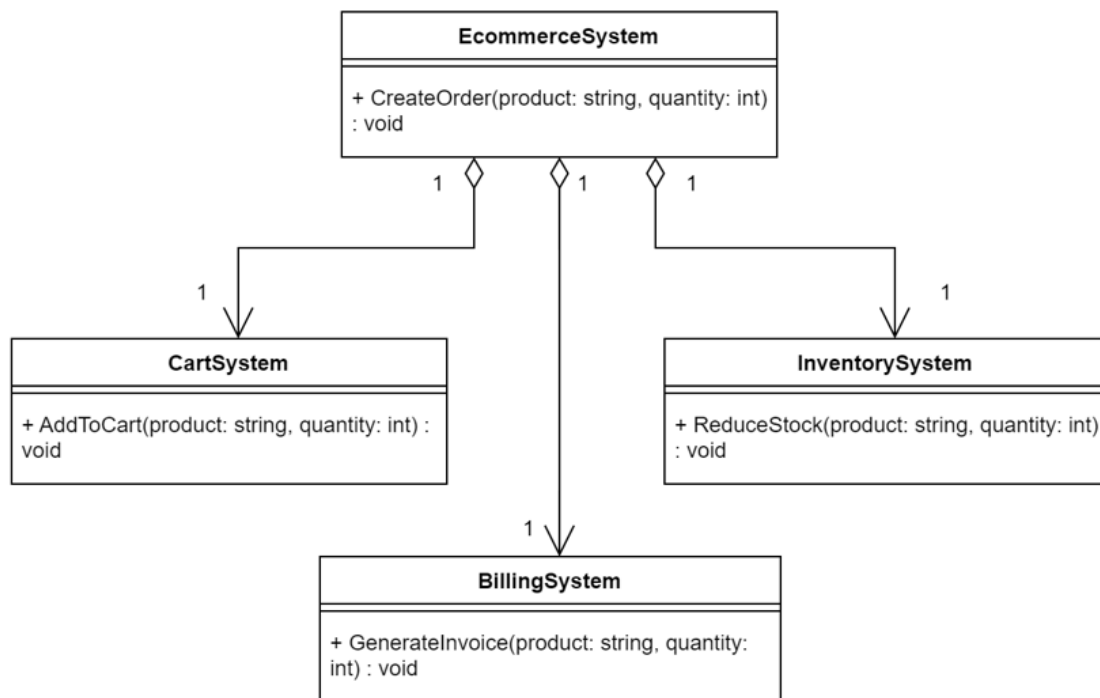 EcommerceSystem
+ CreateOrder(product: string, quantity: int)
: void
1
1
1
1
1
CartSystem
+ AddToCart(product: string, quantity: int) :
void
InventorySystem
+ ReduceStock(product: string, quantity: int)
: void
1
BillingSystem
+ GenerateInvoice(product: string, quantity:
int) : void